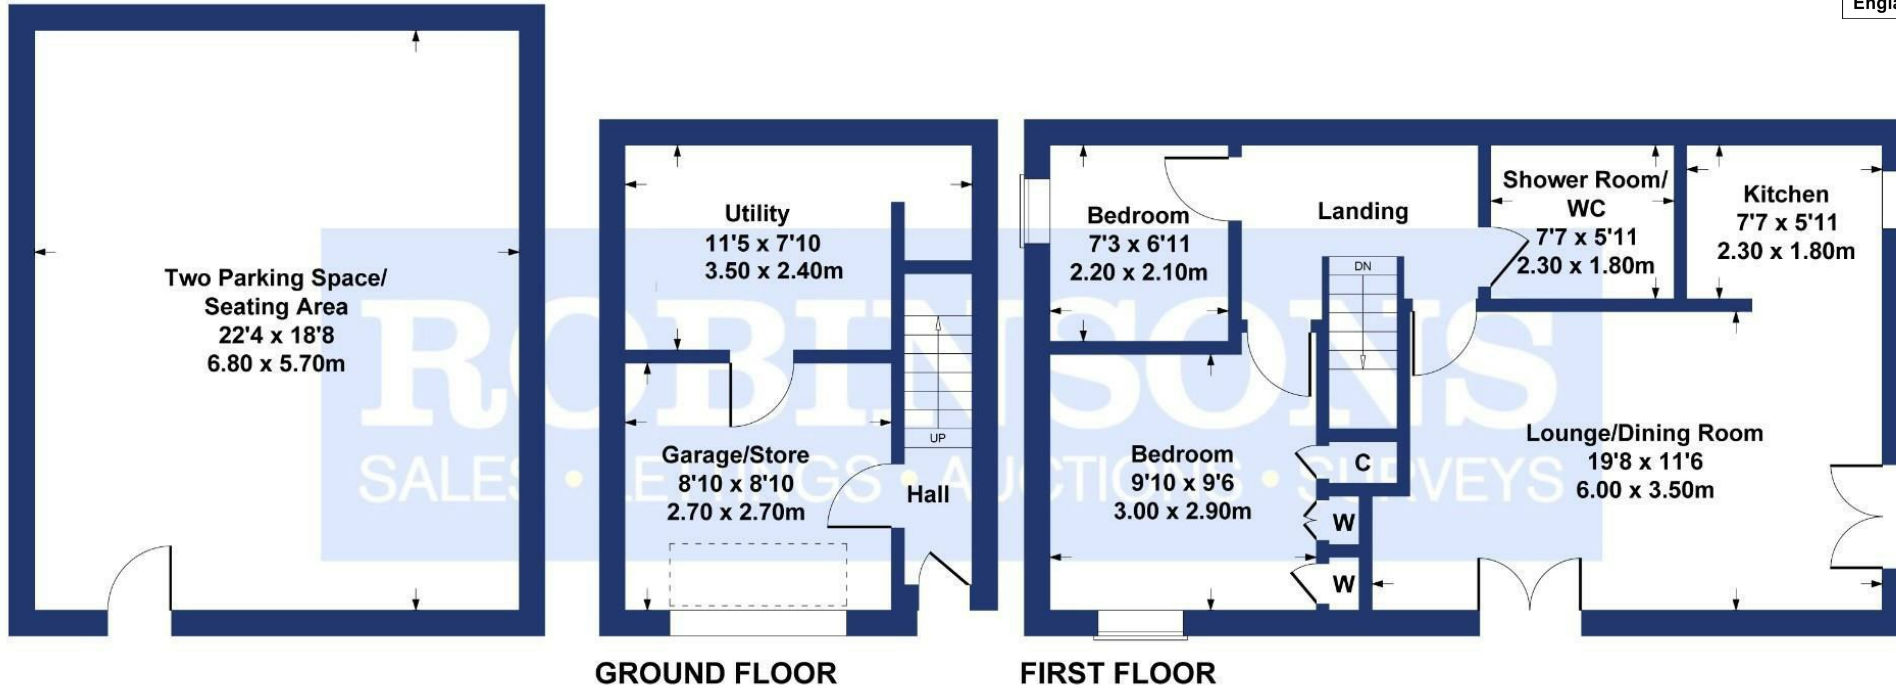 Engla
Two Parking Space/
Seating Area
22'4 x 18'8
6.80 x 5.70m
Utility
11'5 x 7'10
3.50 x 2.40m
UP
Garage/Store
8'10 x 8'10
2.70 x 2.70m
Hall
GROUND FLOOR
Bedroom
7'3 x 6'11
2.20 x 2.10m
Landing
Shower Room/
WC
7'7 x 5'11
2.30 x 1.80m
Kitchen
7'7 x 5'11
2.30 x 1.80m
DN
Bedroom
9'10 x 9'6
3.00 x 2.90m
C
W
W
Lounge/Dining Room
19'8 x 11'6
6.00 x 3.50m
FIRST FLOOR
ROBINSONS
SALES • LETTINGS • AUCTIONS • SURVEYS